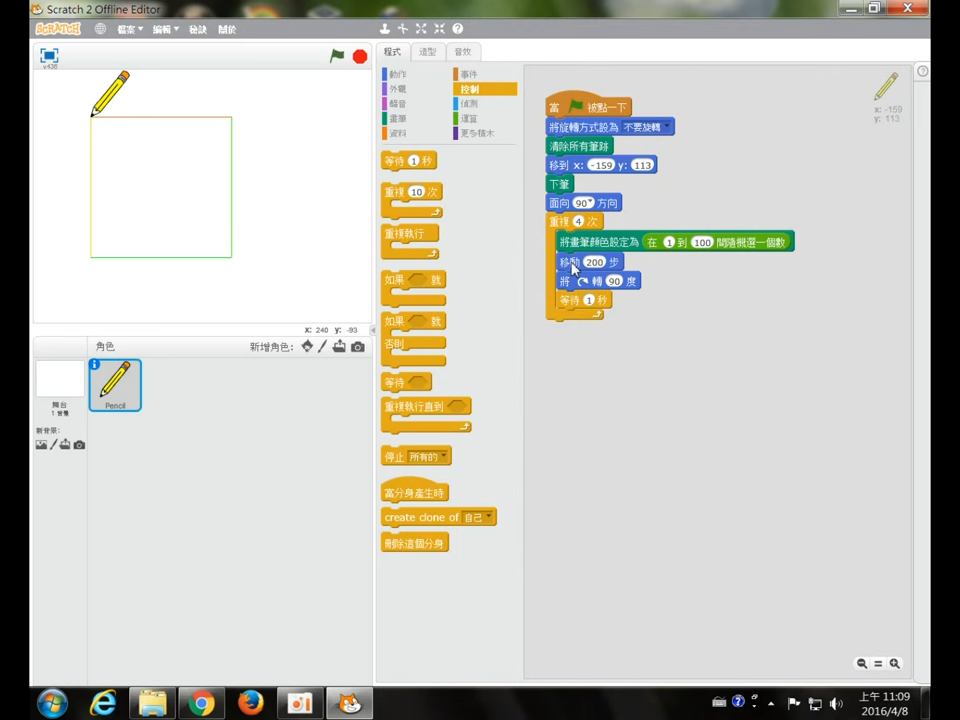 Scratch 2 Offline Editor
SCRATCH 檔案 編輯 秘訣 關於
v436
程式 造型 音效
動作 事件
外觀 控制
聲音 偵測
畫筆 運算
資料 更多積木
等待 1 秒
重複 10 次
重複執行
如果 就
如果 就
否則
等待
重複執行直到
停止 所有的
當分身產生時
create clone of 自己
刪除這個分身
x: -159
y: 113
當 被點一下
將旋轉方式設為 不要旋轉
清除所有筆跡
移到 x: -159 y: 113
下筆
面向 90 方向
重複 4 次
將畫筆顏色設定為 在 1 到 100 間隨機選一個數
移動 200 步
將 轉 90 度
等待 1 秒
x: 240 y: -93
角色 新增角色:
舞台
1 背景
Pencil
新背景:
上午 11:09
2016/4/8